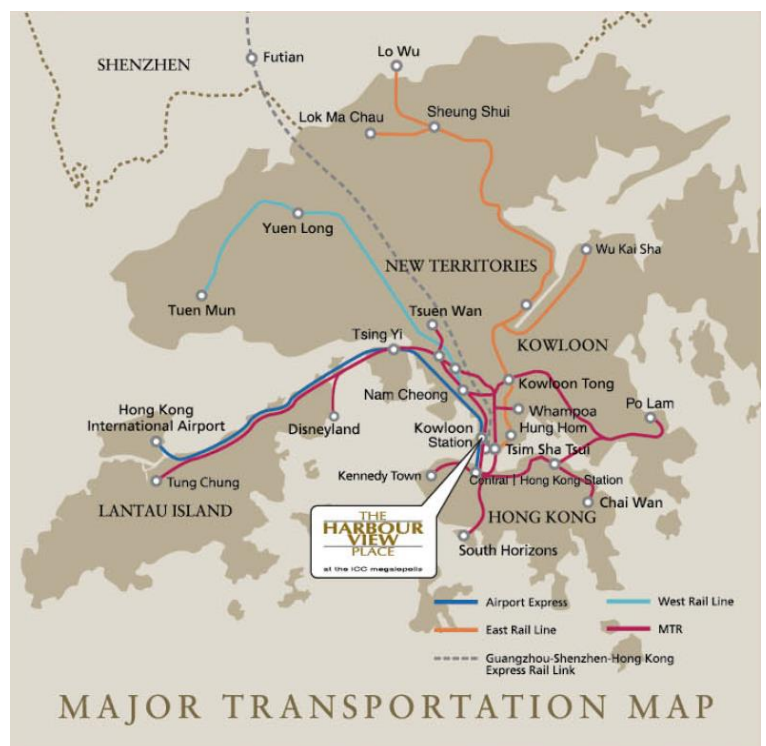 SHENZHEN
Futian
Lo Wu
Lok Ma Chau
Sheung Shui
Yuen Long
Wu Kai Sha
NEW TERRITORIES
Tuen Mun
Tsuen Wan
Tsing Yi
KOWLOON
Kowloon Tong
Nam Cheong
Hong Kong
International Airport
Disneyland
Whampoa
Po Lam
Kowloon
Station
Hung Hom
Tsim Sha Tsui
Tung Chung
Kennedy Town
Central | Hong Kong Station
LANTAU ISLAND
Chai Wan
HONG KONG
South Horizons
THE
HARBOUR
VIEW
PLACE
at the ICC megalopolis
Airport Express
West Rail Line
East Rail Line
MTR
Guangzhou-Shenzhen-Hong Kong
Express Rail Link
MAJOR TRANSPORTATION MAP